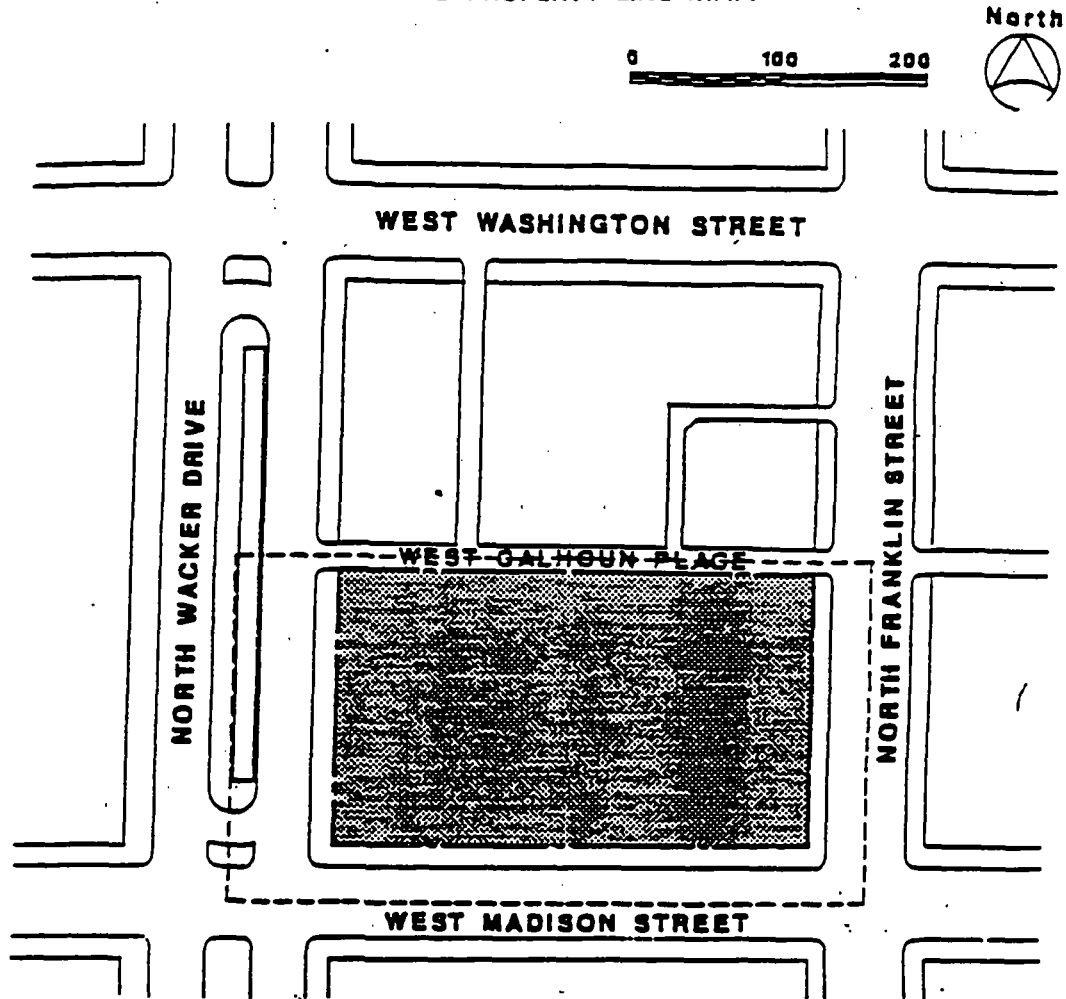 North
0 100 200
WEST WASHINGTON STREET
NORTH WACKER DRIVE
NORTH FRANKLIN STREET
WEST CALHOUN PLACE
WEST MADISON STREET